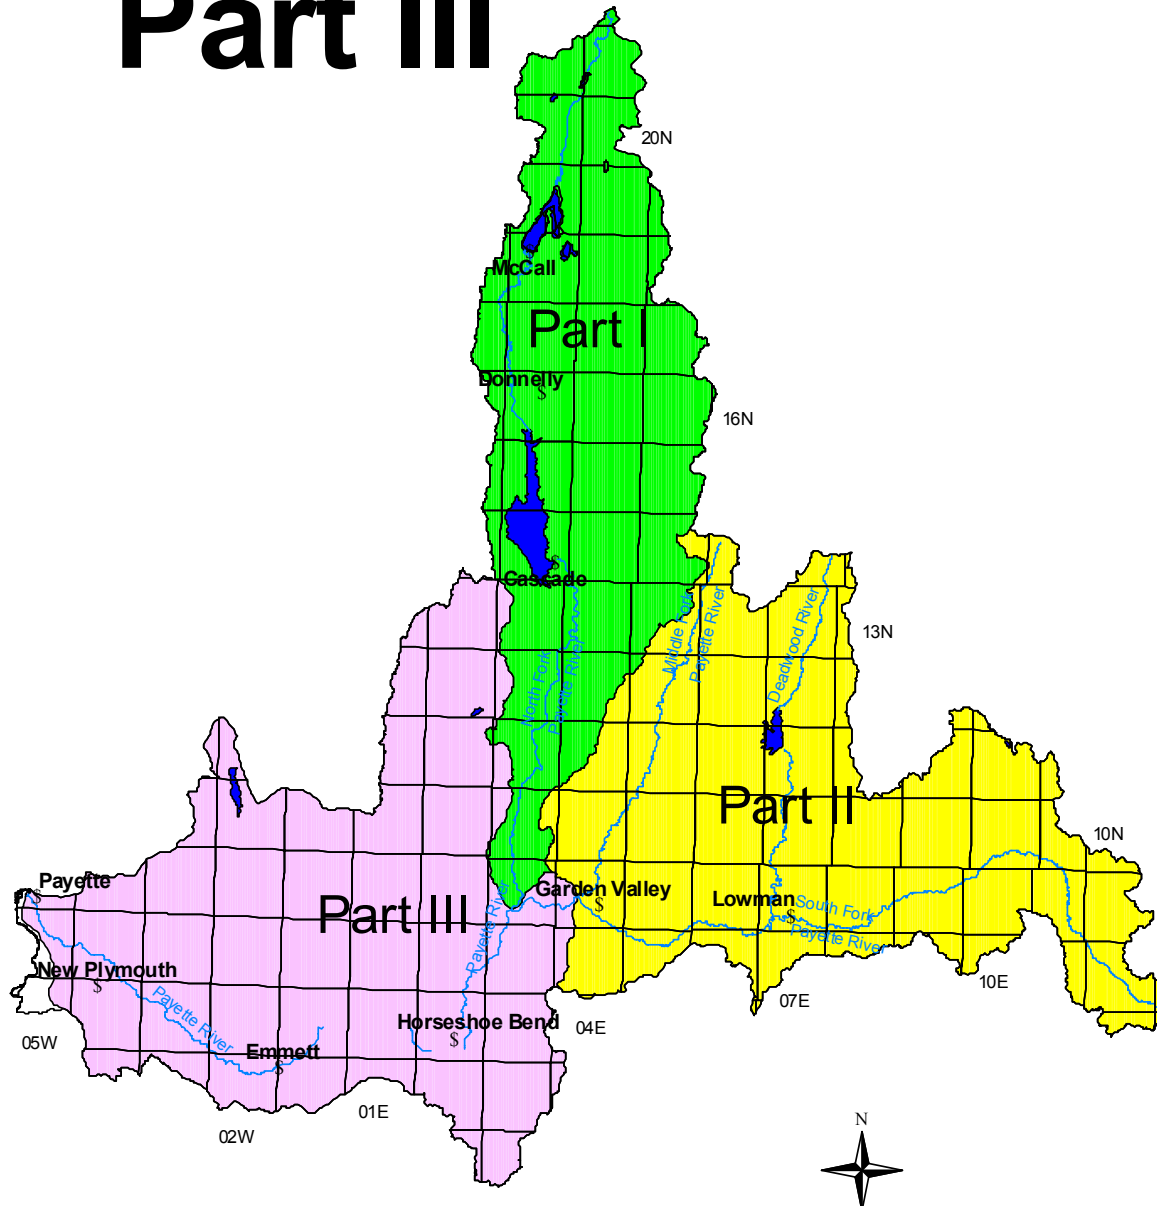 Part III
20N
McCall
Part I
Donnelly
$
16N
$
Cascade
13N
Middle Fork
Payette River
Deadwood River
North Fork
Payette River
Part II
10N
Payette
$
Garden Valley
$
Lowman
$
South Fork
Payette River
Part III
Payette River
New Plymouth
$
10E
07E
Payette River
Horseshoe Bend
$
04E
05W
Emmett
$
01E
02W
N